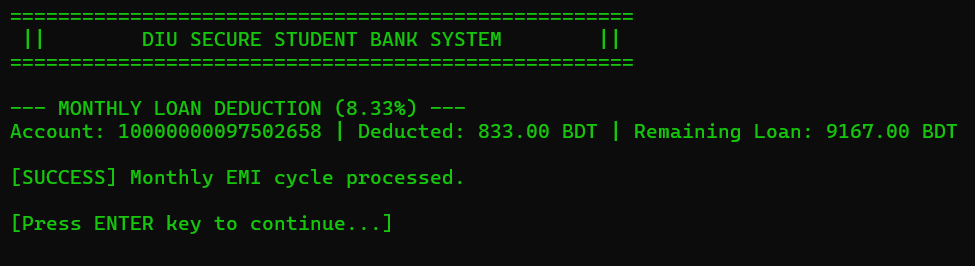 ====================================================
||        DIU SECURE STUDENT BANK SYSTEM        ||
====================================================
--- MONTHLY LOAN DEDUCTION (8.33%) ---
Account: 10000000097502658 | Deducted: 833.00 BDT | Remaining Loan: 9167.00 BDT
[SUCCESS] Monthly EMI cycle processed.
[Press ENTER key to continue...]